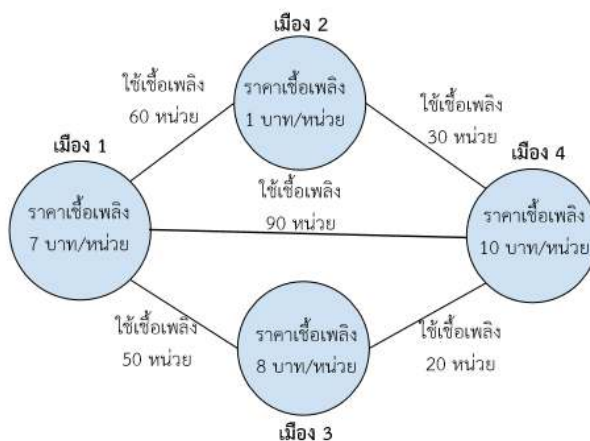 เมือง 2
ราคาเชื้อเพลิง
1 บาท/หน่วย
ใช้เชื้อเพลิง
60 หน่วย
ใช้เชื้อเพลิง
30 หน่วย
เมือง 1
เมือง 4
ราคาเชื้อเพลิง
7 บาท/หน่วย
ใช้เชื้อเพลิง
90 หน่วย
ราคาเชื้อเพลิง
10 บาท/หน่วย
ใช้เชื้อเพลิง
50 หน่วย
ราคาเชื้อเพลิง
8 บาท/หน่วย
ใช้เชื้อเพลิง
20 หน่วย
เมือง 3